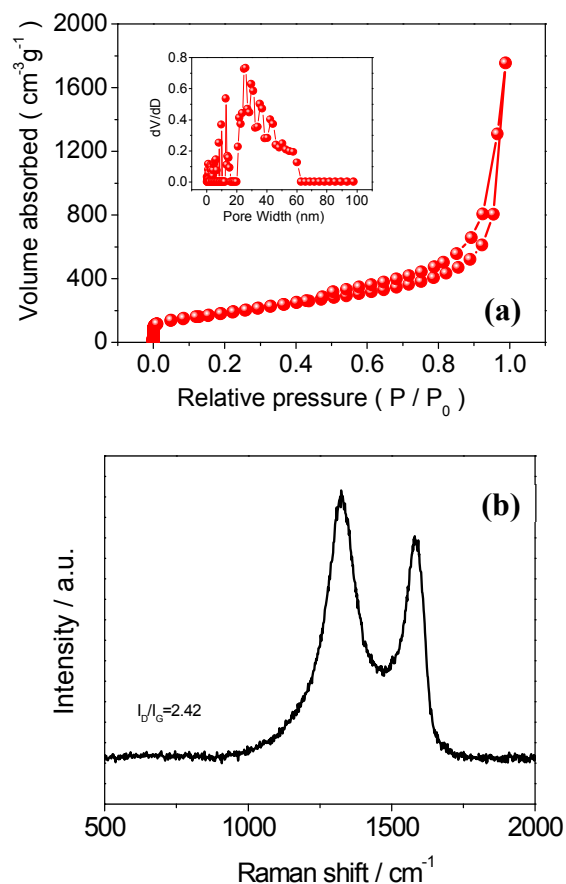 (a)
2000
1600
1200
800
400
0
Volume absorbed ( cm⁻³g⁻¹ )
0.8
0.6
0.4
0.2
0.0
dV/dD
0 20 40 60 80 100
Pore Width (nm)
0.0 0.2 0.4 0.6 0.8 1.0
Relative pressure ( P / P₀ )
(b)
Intensity / a.u.
I_D/I_G=2.42
500 1000 1500 2000
Raman shift / cm⁻¹